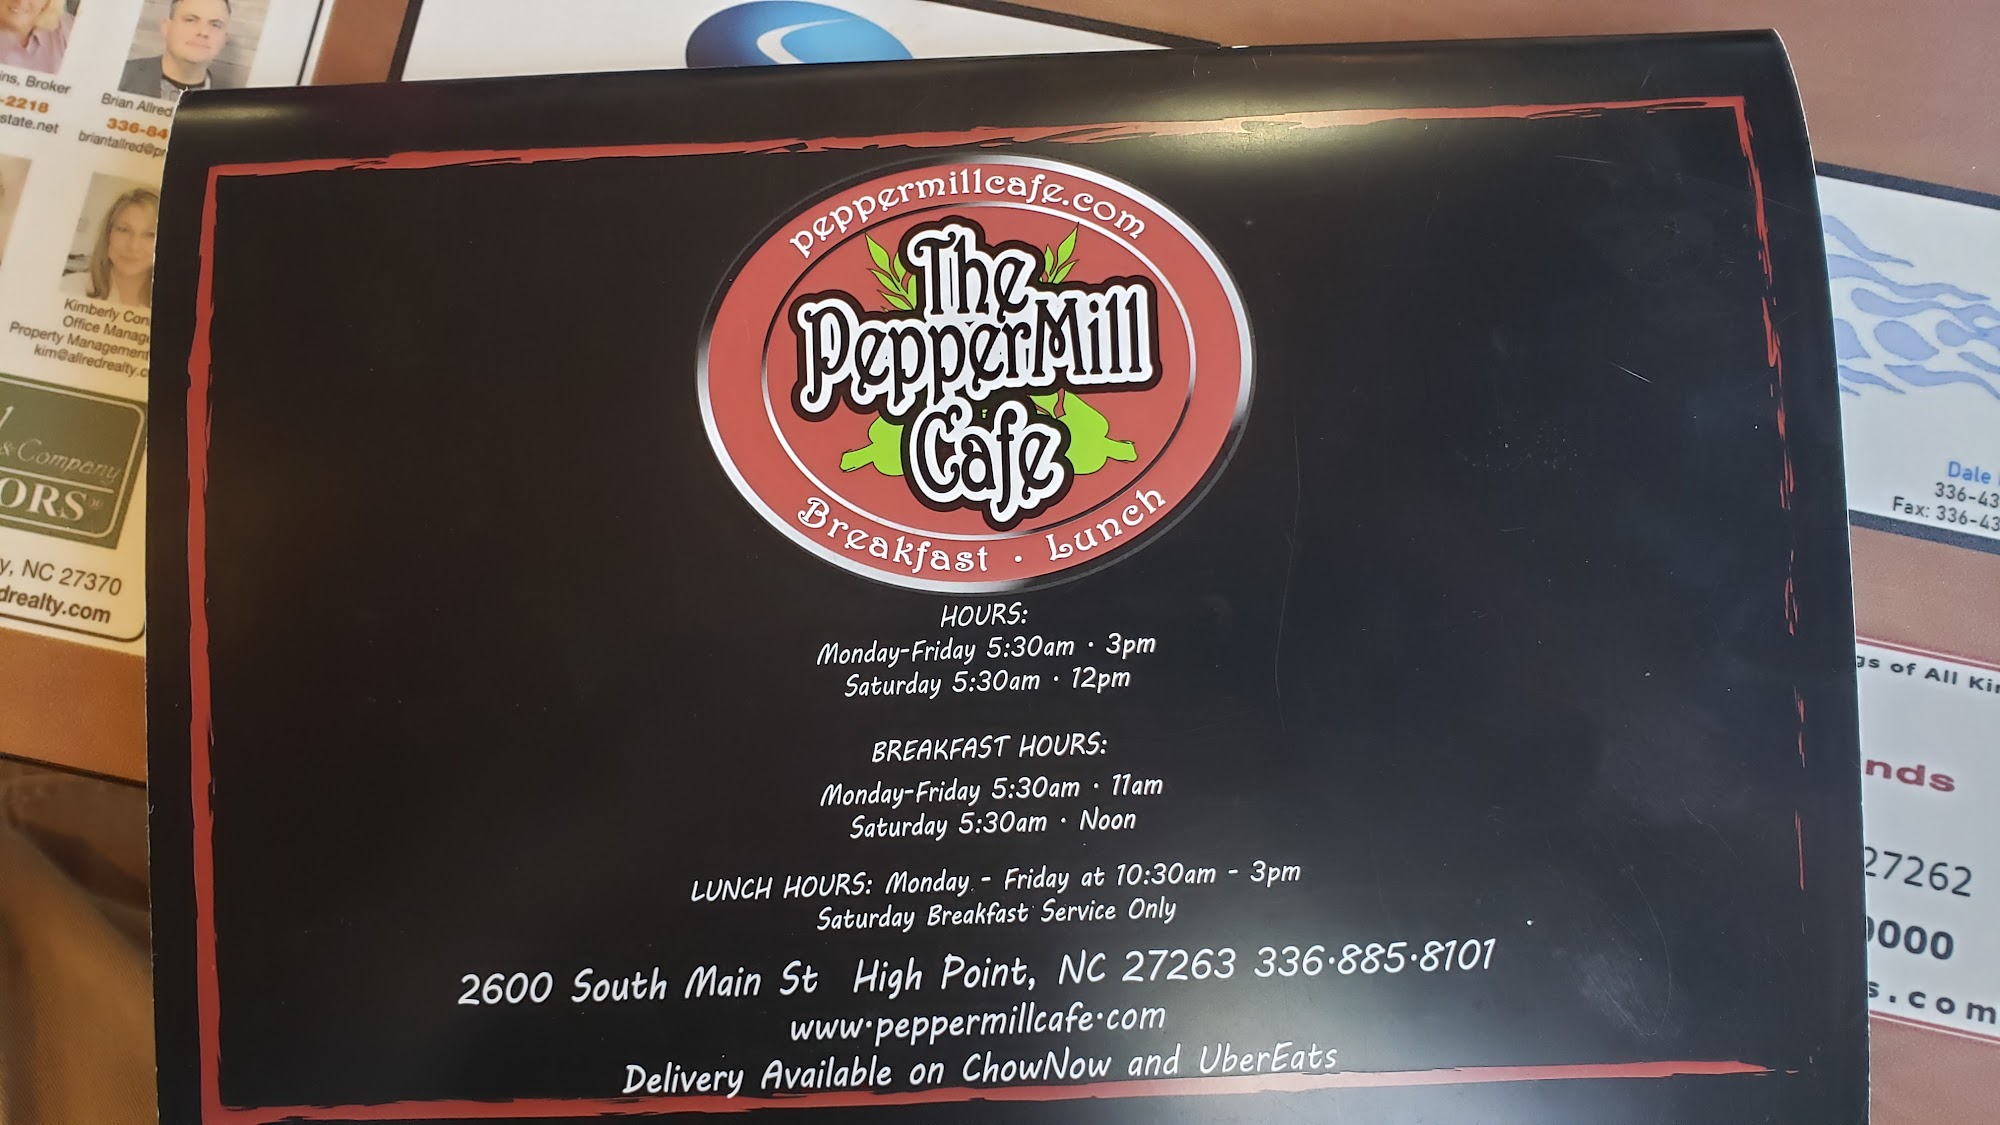 ins, Broker
-2218
state.net
Brian Allred
336-84
briantallred@pr
Kimberly Con
Office Manag
Property Management
kim@allredrealty.c
& Company
ORS
y, NC 27370
drealty.com
peppermillcafe.com
The
PepperMill
Cafe
Breakfast · Lunch
HOURS:
Monday-Friday 5:30am · 3pm
Saturday 5:30am · 12pm
BREAKFAST HOURS:
Monday-Friday 5:30am · 11am
Saturday 5:30am · Noon
LUNCH HOURS: Monday - Friday at 10:30am - 3pm
Saturday Breakfast Service Only
2600 South Main St High Point, NC 27263 336·885·8101
www·peppermillcafe·com
Delivery Available on ChowNow and UberEats
Dale
336-43
Fax: 336-43
gs of All Kin
nds
27262
0000
s.com